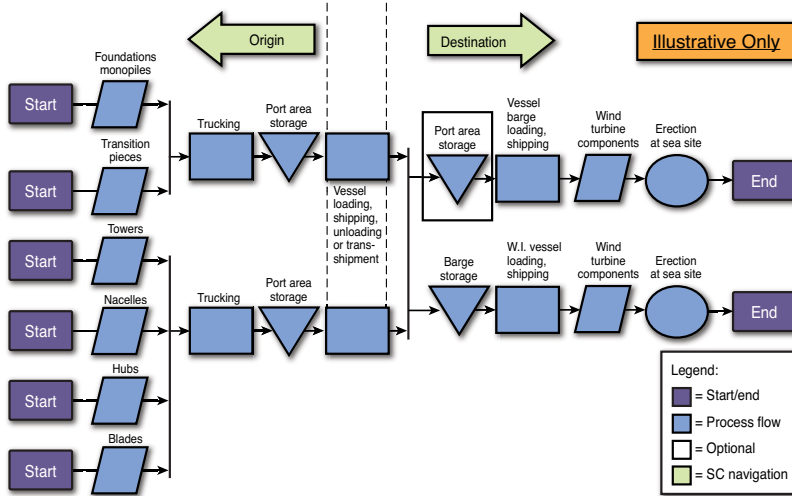 Origin
Destination
Illustrative Only
Foundations
monopiles
Start
Transition
pieces
Start
Trucking
Port area
storage
Vessel
loading,
shipping,
unloading
or trans-
shipment
Port area
storage
Vessel
barge
loading,
shipping
Wind
turbine
components
Erection
at sea site
End
Towers
Start
Nacelles
Start
Hubs
Start
Blades
Start
Trucking
Port area
storage
Barge
storage
W.I. vessel
loading,
shipping
Wind
turbine
components
Erection
at sea site
End
Legend:
= Start/end
= Process flow
= Optional
= SC navigation